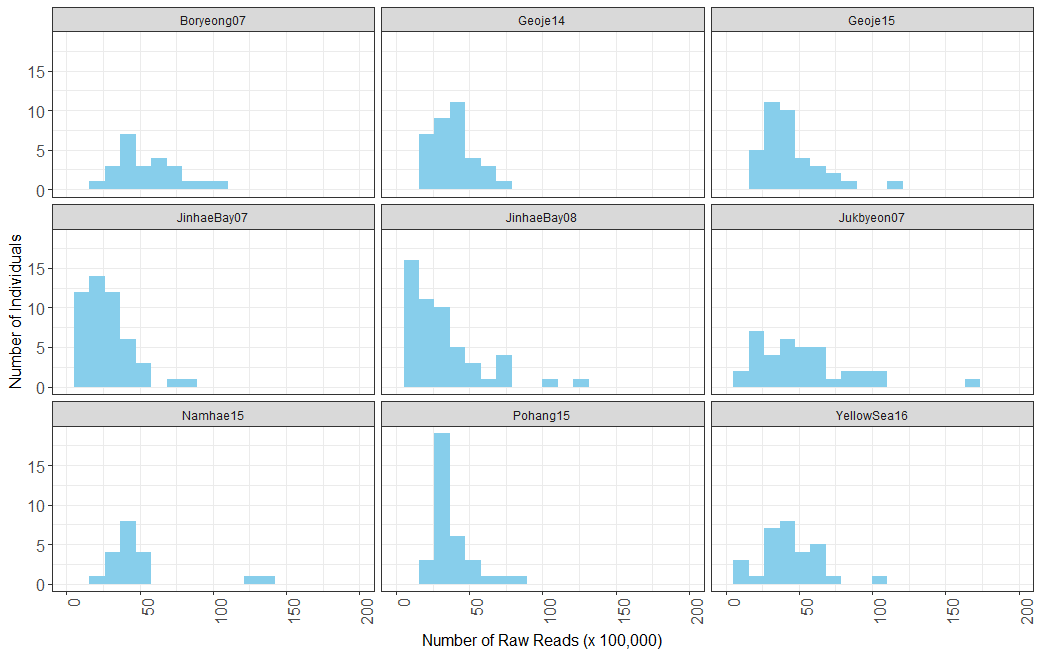 Boryeong07 Geoje14 Geoje15
15
10
5
0
JinhaeBay07 JinhaeBay08 Jukbyeon07
15
10
5
0
Namhae15 Pohang15 YellowSea16
15
10
5
0
0 50 100 150 200 0 50 100 150 200 0 50 100 150 200
Number of Raw Reads (x 100,000)
Number of Individuals